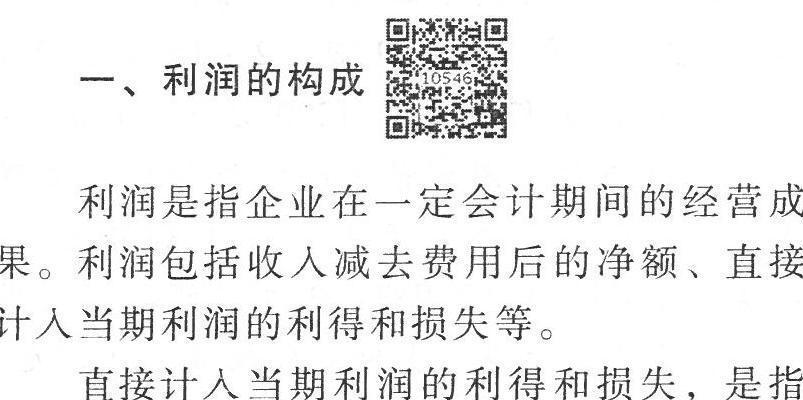 一、利润的构成
10546
利润是指企业在一定会计期间的经营成
果。利润包括收入减去费用后的净额、直接
计入当期利润的利得和损失等。
直接计入当期利润的利得和损失，是指